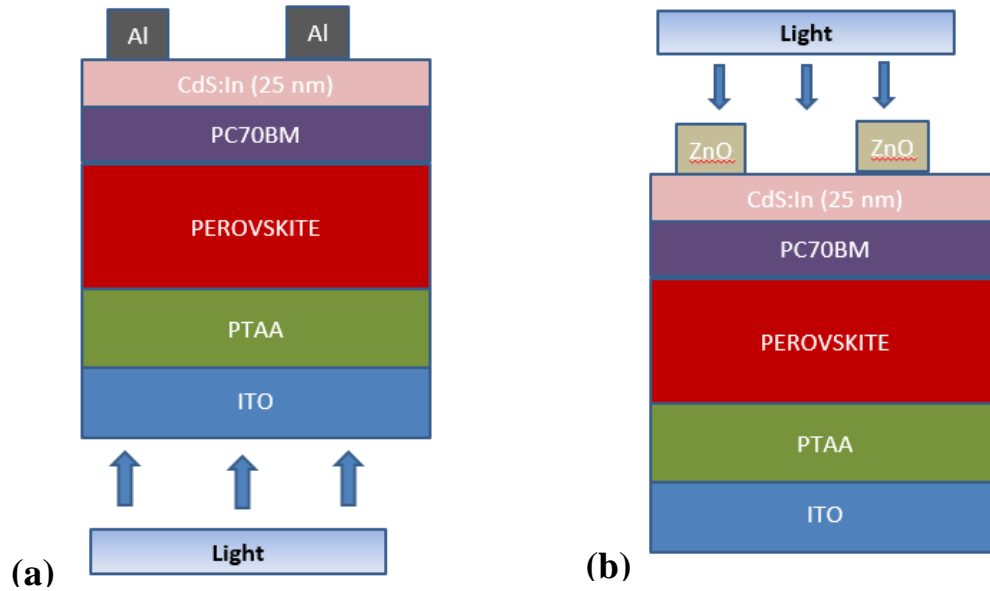 Al
Al
CdS:In (25 nm)
PC70BM
PEROVSKITE
PTAA
ITO
Light
(a)
Light
ZnO
ZnO
CdS:In (25 nm)
PC70BM
PEROVSKITE
PTAA
ITO
(b)